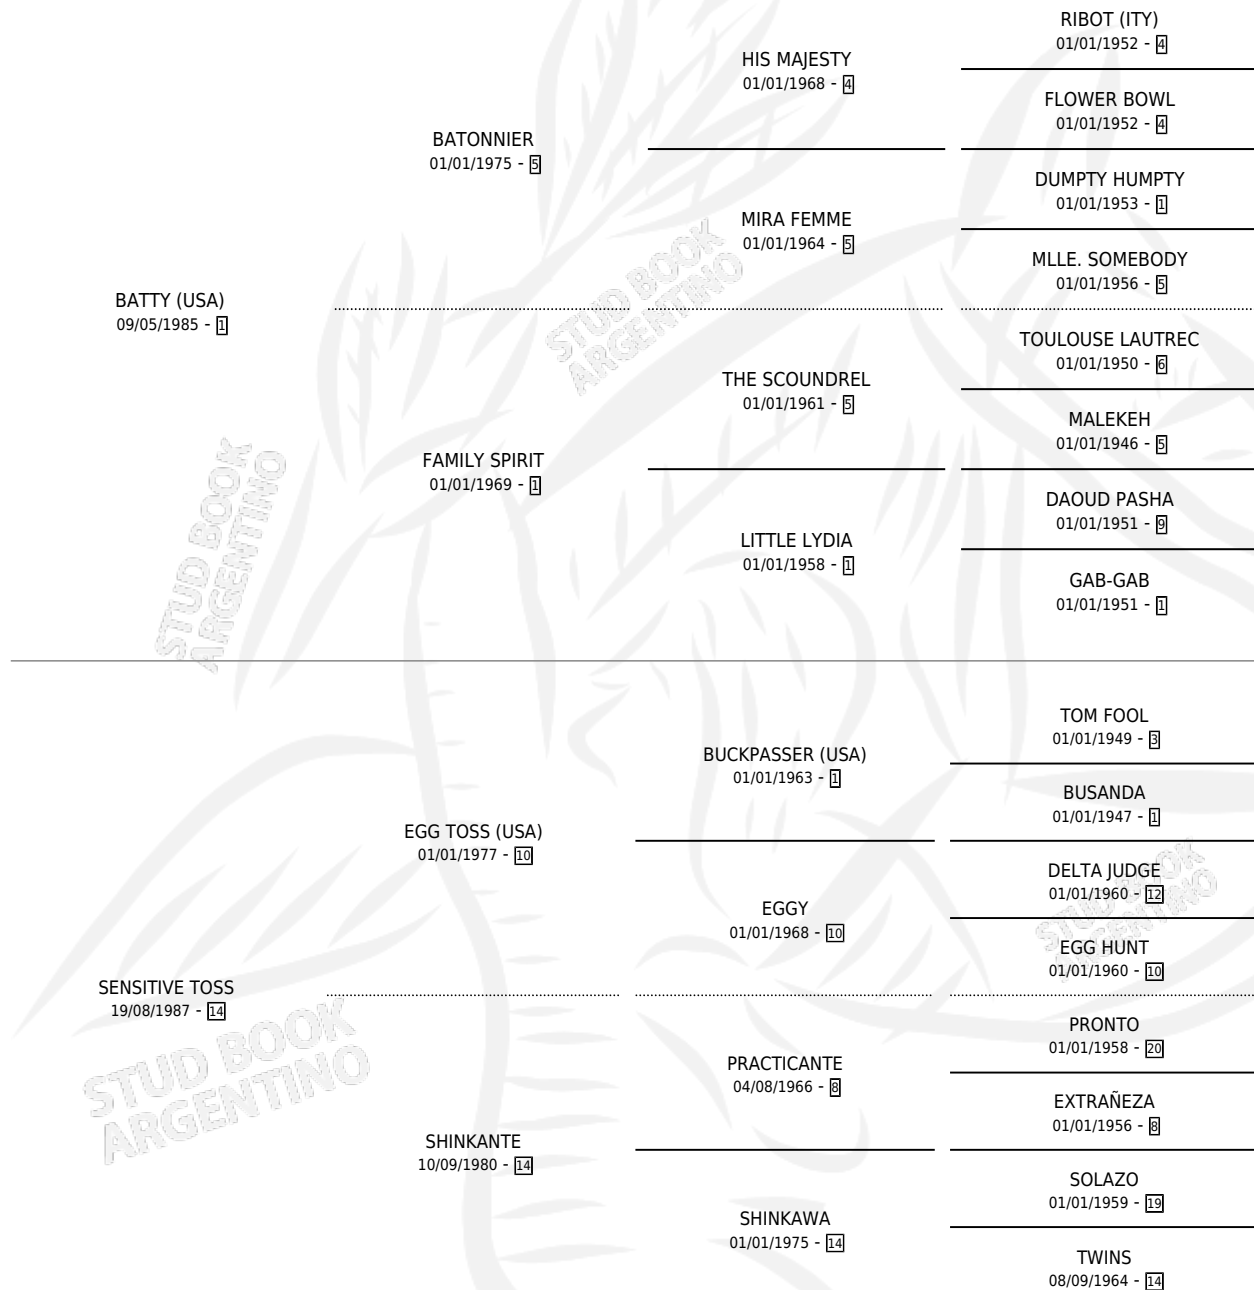 RIBOT (ITY)
01/01/1952 - 4
HIS MAJESTY
01/01/1968 - 4
FLOWER BOWL
01/01/1952 - 4
BATONNIER
01/01/1975 - 5
DUMPTY HUMPTY
01/01/1953 - 1
MIRA FEMME
01/01/1964 - 5
MLLE. SOMEBODY
01/01/1956 - 5
BATTY (USA)
09/05/1985 - 1
TOULOUSE LAUTREC
01/01/1950 - 6
THE SCOUNDREL
01/01/1961 - 5
MALEKEH
01/01/1946 - 5
FAMILY SPIRIT
01/01/1969 - 1
DAOUD PASHA
01/01/1951 - 9
LITTLE LYDIA
01/01/1958 - 1
GAB-GAB
01/01/1951 - 1
STUD BOOK
ARGENTINO
STUD BOOK
ARGENTINO
TOM FOOL
01/01/1949 - 3
BUCKPASSER (USA)
01/01/1963 - 1
BUSANDA
01/01/1947 - 1
EGG TOSS (USA)
01/01/1977 - 10
DELTA JUDGE
01/01/1960 - 12
EGGY
01/01/1968 - 10
EGG HUNT
01/01/1960 - 10
SENSITIVE TOSS
19/08/1987 - 14
PRONTO
01/01/1958 - 20
PRACTICANTE
04/08/1966 - 8
EXTRAÑEZA
01/01/1956 - 8
SHINKANTE
10/09/1980 - 14
SOLAZO
01/01/1959 - 19
SHINKAWA
01/01/1975 - 14
TWINS
08/09/1964 - 14
STUD BOOK
ARGENTINO
STUD BOOK
ARGENTINO